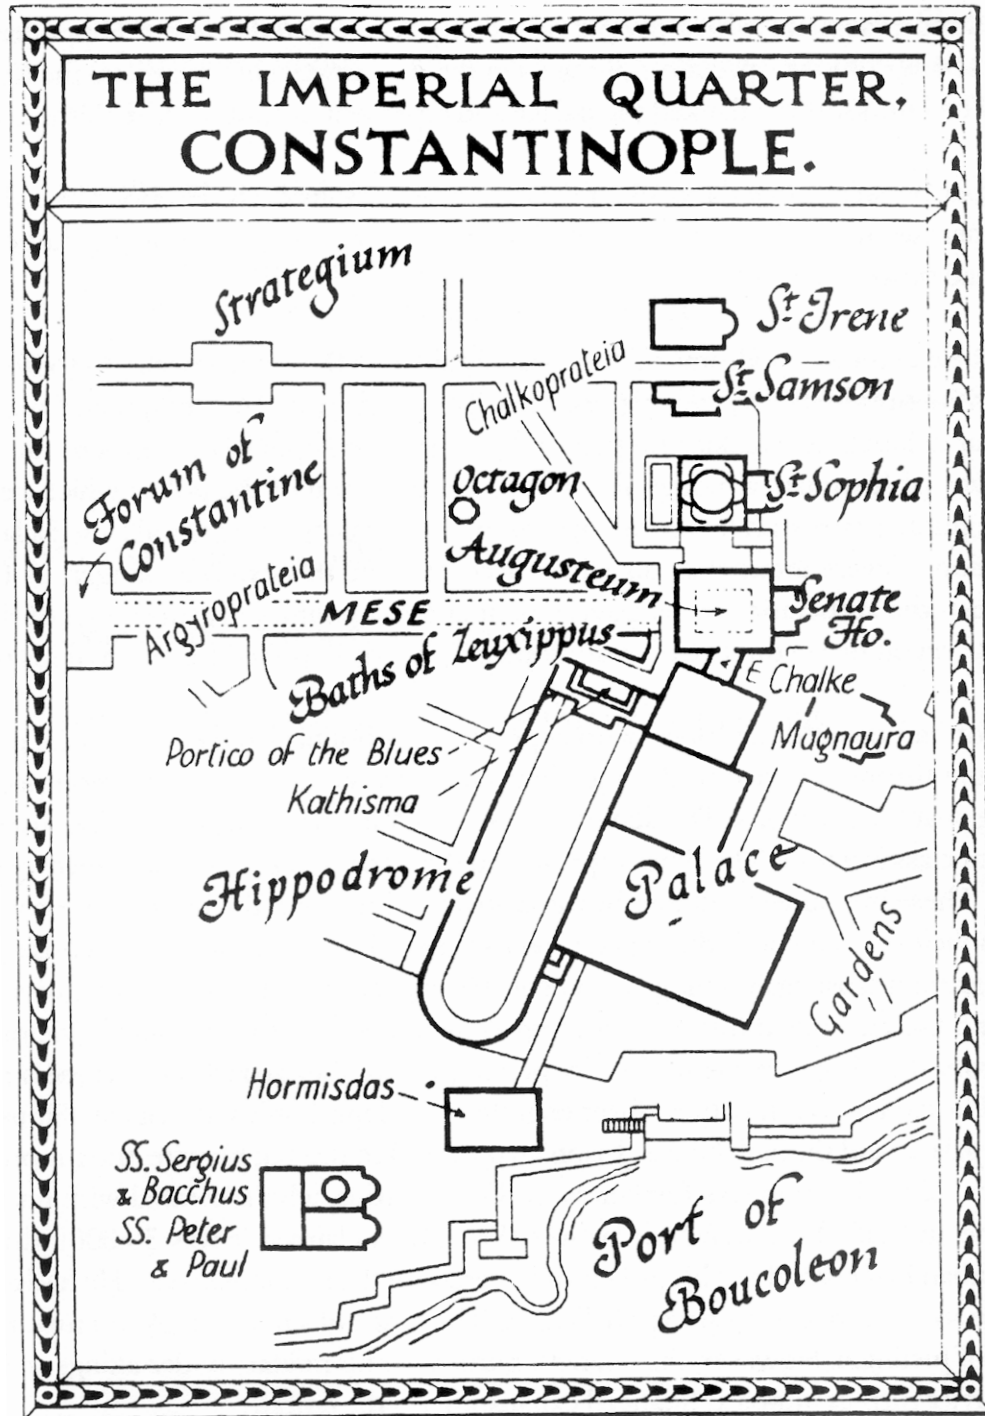 THE IMPERIAL QUARTER,
CONSTANTINOPLE.
Strategium
St. Irene
Chalkoprateia
St. Samson
Forum of
Constantine
Octagon
St. Sophia
Augusteum
Argyroprateia
MESE
Senate
Ho.
Baths of Zeuxippus
E
Chalke
Portico of the Blues
Magnaura
Kathisma
Hippodrome
Palace
Gardens
Hormisdas
SS. Sergius
& Bacchus
SS. Peter
& Paul
Port of
Boucoleon